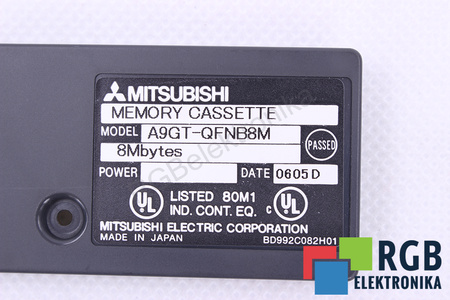 MITSUBISHI
MEMORY CASSETTE
MODEL A9GT-QFNB8M
8Mbytes
PASSED
POWER DATE 0605D
UL LISTED 80M1 C UL
IND. CONT. EQ.
MITSUBISHI ELECTRIC CORPORATION
MADE IN JAPAN BD992C082H01
RGBelektronika
RGB
ELEKTRONIKA